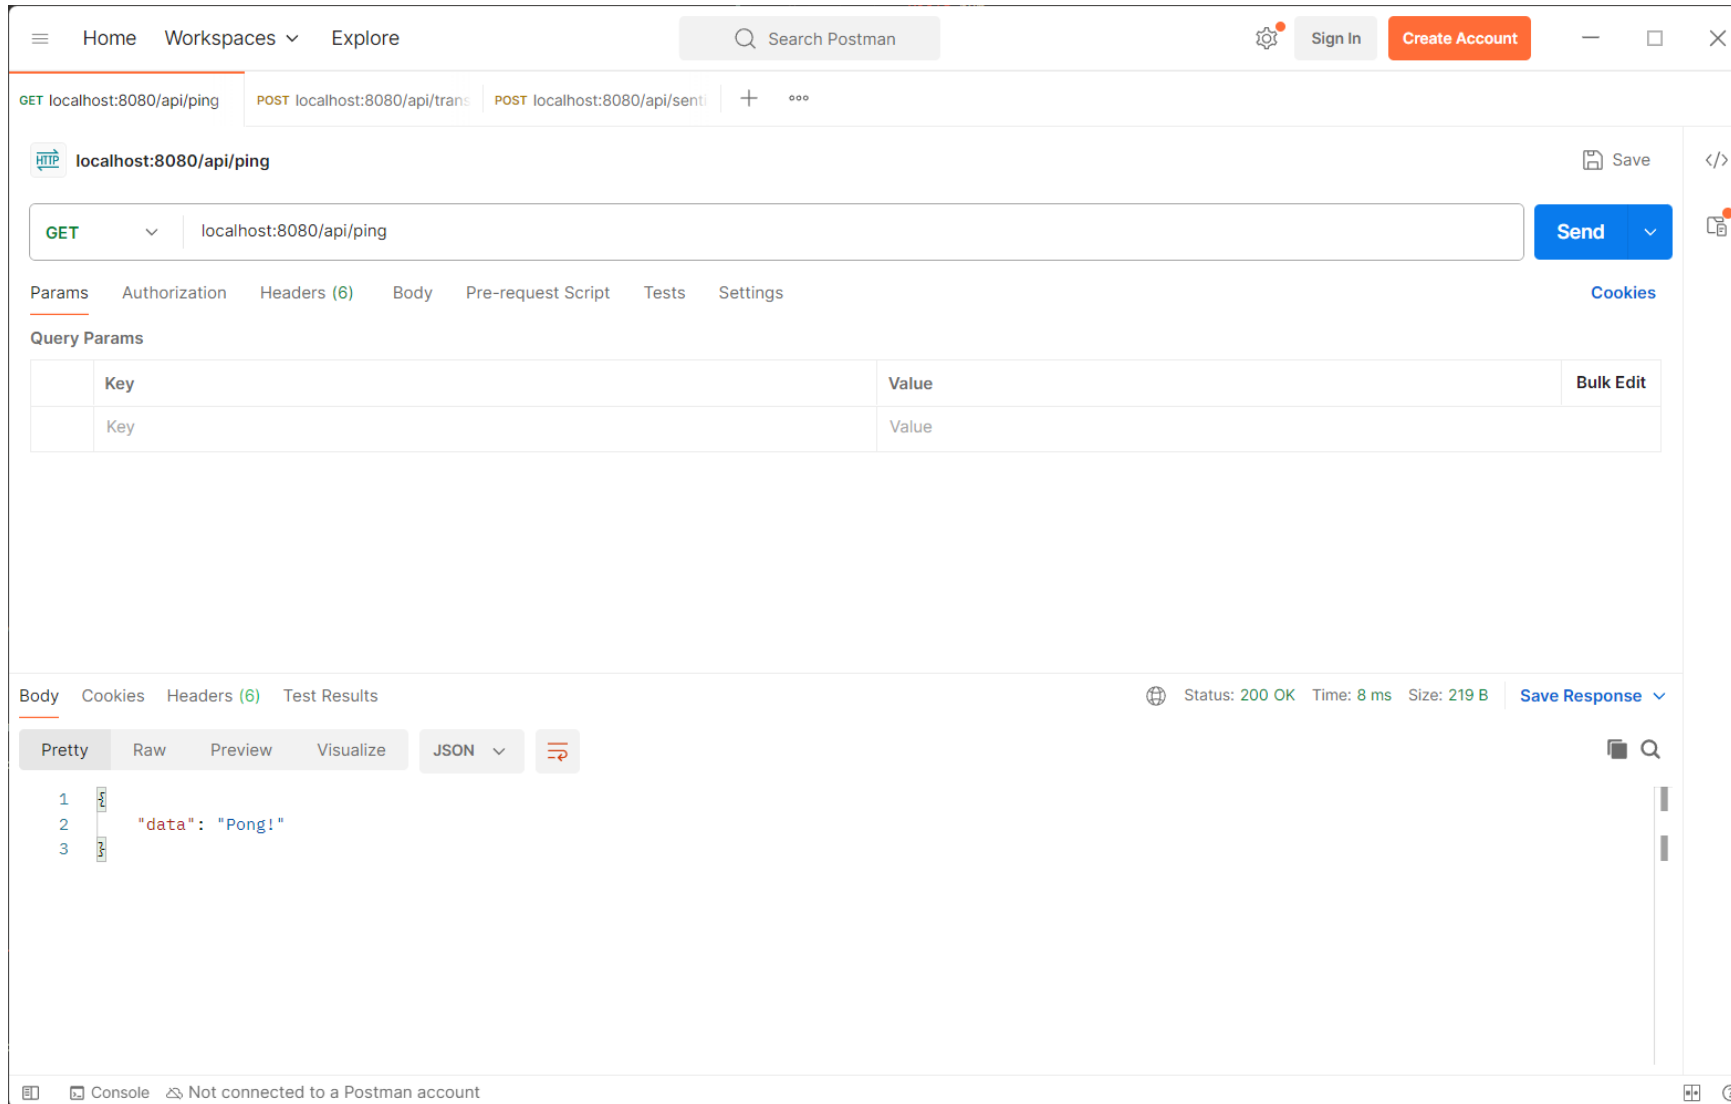 Home Workspaces Explore Search Postman Sign In Create Account
GET localhost:8080/api/ping POST localhost:8080/api/trans POST localhost:8080/api/senti
HTTP localhost:8080/api/ping Save </>
GET localhost:8080/api/ping Send
Params Authorization Headers (6) Body Pre-request Script Tests Settings Cookies
Query Params
Key Value Bulk Edit
Key Value
Body Cookies Headers (6) Test Results Status: 200 OK Time: 8 ms Size: 219 B Save Response
Pretty Raw Preview Visualize JSON
1 {
2 "data": "Pong!"
3 }
Console Not connected to a Postman account